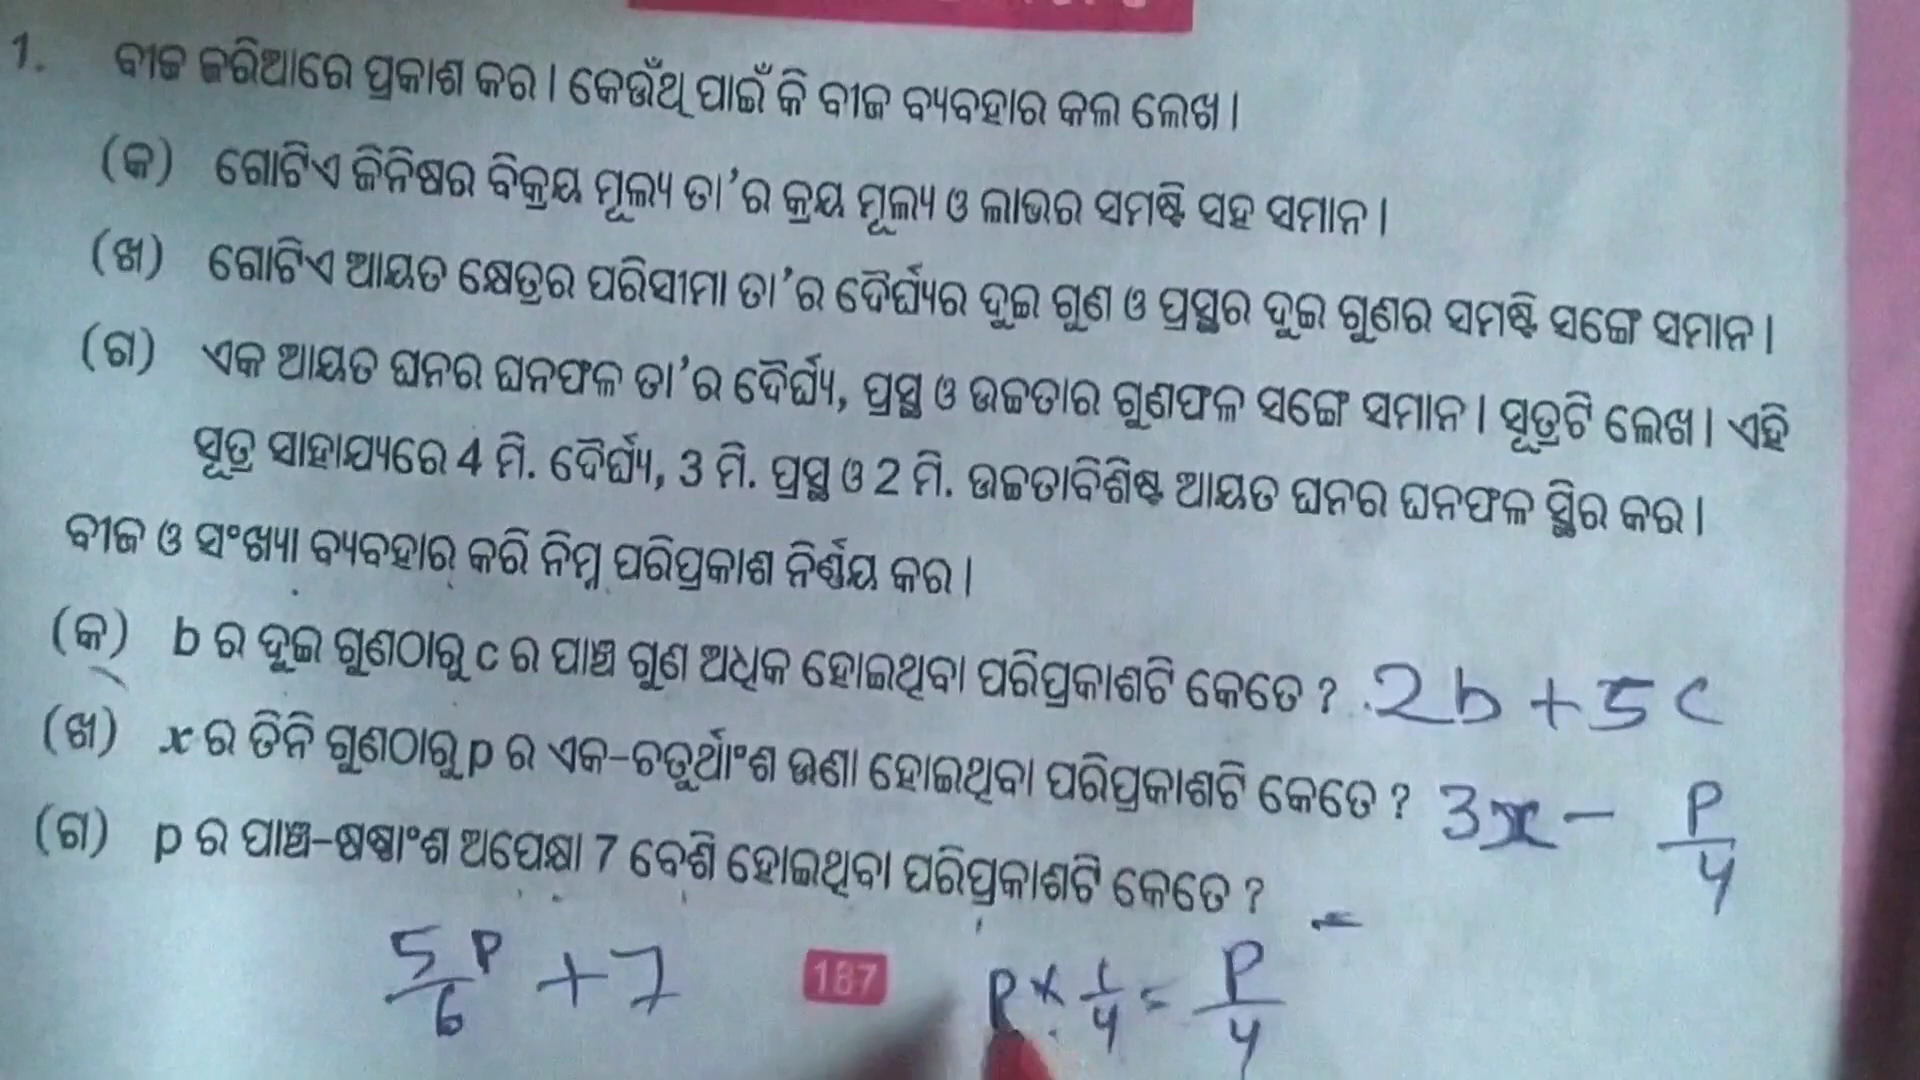 1. ବୀଜ ଜରିଆରେ ପ୍ରକାଶ କର । କେଉଁଥି ପାଇଁ କି ବୀଜ ବ୍ୟବହାର କଲ ଲେଖ ।
(କ) ଗୋଟିଏ ଜିନିଷର ବିକ୍ରୟ ମୂଲ୍ୟ ତା'ର କ୍ରୟ ମୂଲ୍ୟ ଓ ଲାଭର ସମଷ୍ଟି ସହ ସମାନ ।
(ଖ) ଗୋଟିଏ ଆୟତ କ୍ଷେତ୍ରର ପରିସୀମା ତା'ର ଦୈର୍ଘ୍ୟର ଦୁଇ ଗୁଣ ଓ ପ୍ରସ୍ଥର ଦୁଇ ଗୁଣର ସମଷ୍ଟି ସଙ୍ଗେ ସମାନ ।
(ଗ) ଏକ ଆୟତ ଘନର ଘନଫଳ ତା'ର ଦୈର୍ଘ୍ୟ, ପ୍ରସ୍ଥ ଓ ଉଚ୍ଚତାର ଗୁଣଫଳ ସଙ୍ଗେ ସମାନ । ସୂତ୍ରଟି ଲେଖ । ଏହି
ସୂତ୍ର ସାହାଯ୍ୟରେ 4 ମି. ଦୈର୍ଘ୍ୟ, 3 ମି. ପ୍ରସ୍ଥ ଓ 2 ମି. ଉଚ୍ଚତାବିଶିଷ୍ଟ ଆୟତ ଘନର ଘନଫଳ ସ୍ଥିର କର ।
ବୀଜ ଓ ସଂଖ୍ୟା ବ୍ୟବହାର କରି ନିମ୍ନ ପରିପ୍ରକାଶ ନିର୍ଣ୍ଣୟ କର ।
(କ) b ର ଦୁଇ ଗୁଣଠାରୁ c ର ପାଞ୍ଚ ଗୁଣ ଅଧିକ ହୋଇଥିବା ପରିପ୍ରକାଶଟି କେତେ ? 2b + 5c
(ଖ) x ର ତିନି ଗୁଣଠାରୁ p ର ଏକ-ଚତୁର୍ଥାଂଶ ଊଣା ହୋଇଥିବା ପରିପ୍ରକାଶଟି କେତେ ? 3x - P/4
(ଗ) p ର ପାଞ୍ଚ-ଷଷ୍ଠାଂଶ ଅପେକ୍ଷା 7 ବେଶି ହୋଇଥିବା ପରିପ୍ରକାଶଟି କେତେ ?
5/6 P + 7
187
P × 1/4 = P/4